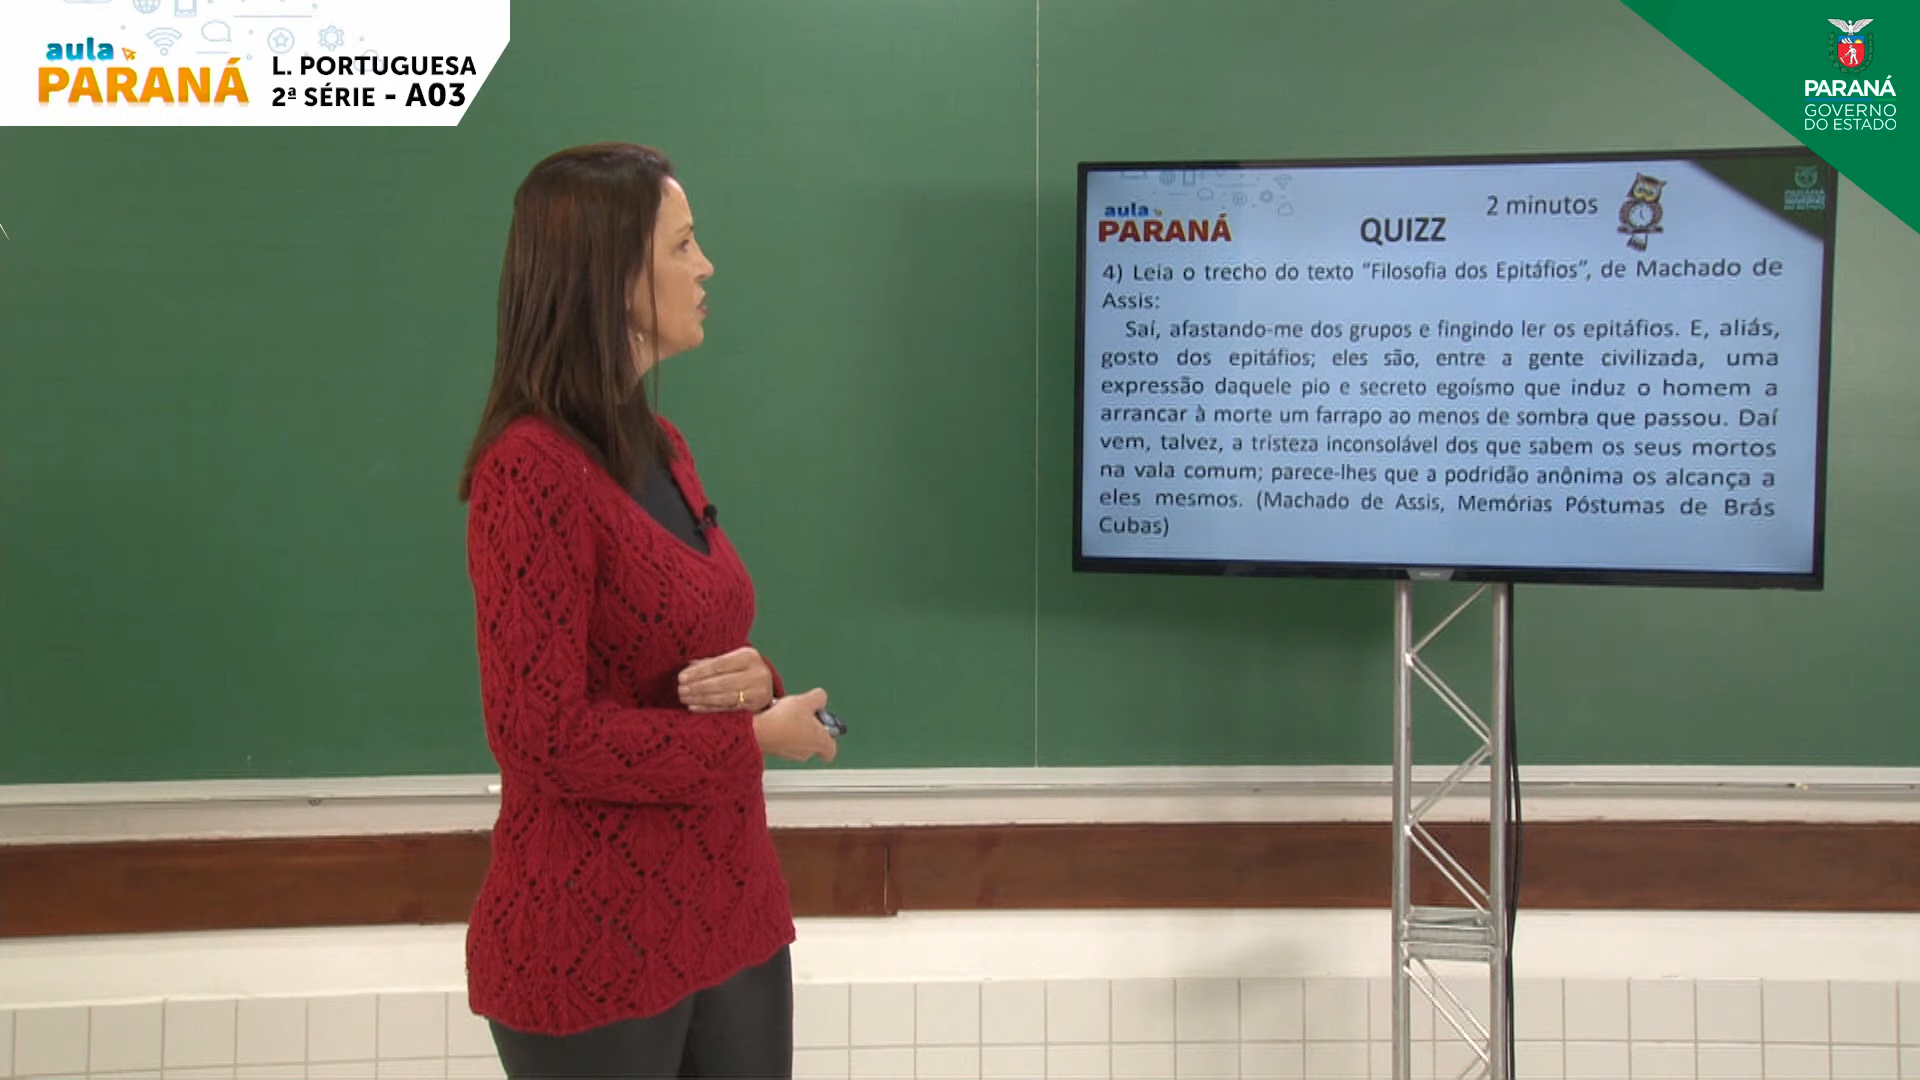 aula
PARANÁ
L. PORTUGUESA
2ª SÉRIE - A03
PARANÁ
GOVERNO
DO ESTADO
aula
PARANÁ
QUIZZ
2 minutos
4) Leia o trecho do texto “Filosofia dos Epitáfios”, de Machado de
Assis:
Saí, afastando-me dos grupos e fingindo ler os epitáfios. E, aliás,
gosto dos epitáfios; eles são, entre a gente civilizada, uma
expressão daquele pio e secreto egoísmo que induz o homem a
arrancar à morte um farrapo ao menos de sombra que passou. Daí
vem, talvez, a tristeza inconsolável dos que sabem os seus mortos
na vala comum; parece-lhes que a podridão anônima os alcança a
eles mesmos. (Machado de Assis, Memórias Póstumas de Brás
Cubas)